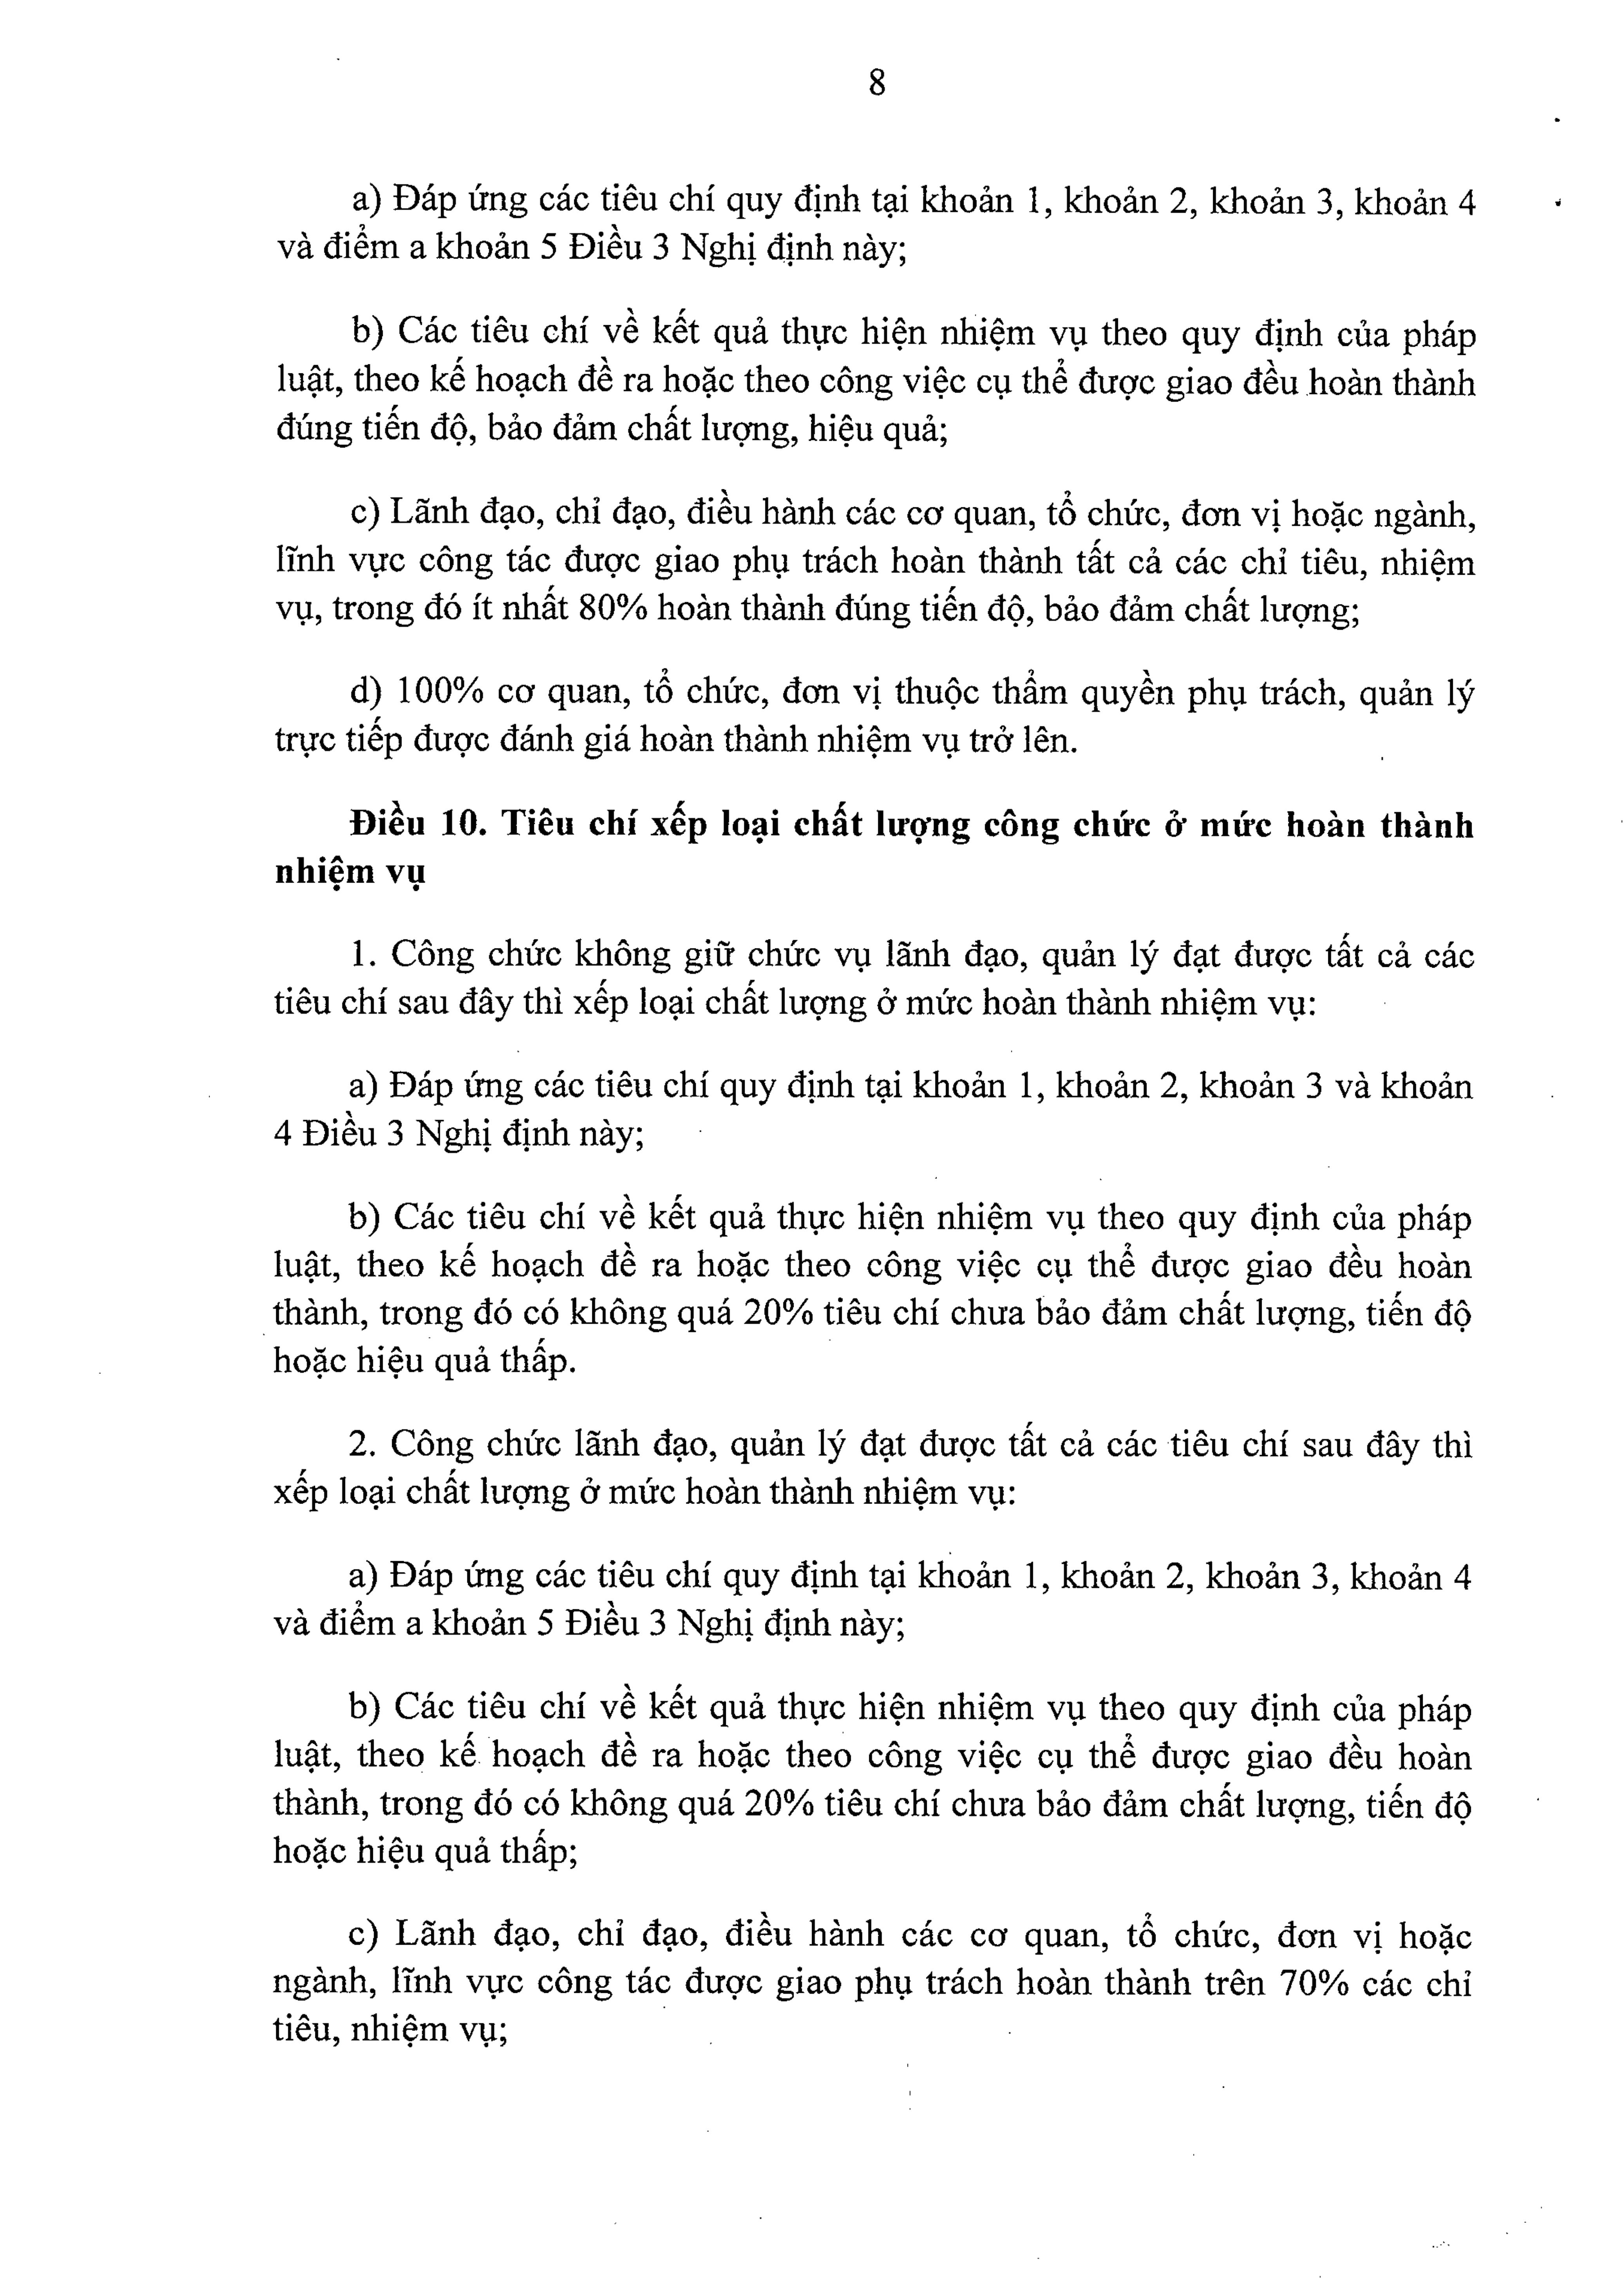 8
a) Đáp ứng các tiêu chí quy định tại khoản 1, khoản 2, khoản 3, khoản 4
và điểm a khoản 5 Điều 3 Nghị định này;
b) Các tiêu chí về kết quả thực hiện nhiệm vụ theo quy định của pháp
luật, theo kế hoạch đề ra hoặc theo công việc cụ thể được giao đều hoàn thành
đúng tiến độ, bảo đảm chất lượng, hiệu quả;
c) Lãnh đạo, chỉ đạo, điều hành các cơ quan, tổ chức, đơn vị hoặc ngành,
lĩnh vực công tác được giao phụ trách hoàn thành tất cả các chỉ tiêu, nhiệm
vụ, trong đó ít nhất 80% hoàn thành đúng tiến độ, bảo đảm chất lượng;
d) 100% cơ quan, tổ chức, đơn vị thuộc thẩm quyền phụ trách, quản lý
trực tiếp được đánh giá hoàn thành nhiệm vụ trở lên.
Điều 10. Tiêu chí xếp loại chất lượng công chức ở mức hoàn thành
nhiệm vụ
1. Công chức không giữ chức vụ lãnh đạo, quản lý đạt được tất cả các
tiêu chí sau đây thì xếp loại chất lượng ở mức hoàn thành nhiệm vụ:
a) Đáp ứng các tiêu chí quy định tại khoản 1, khoản 2, khoản 3 và khoản
4 Điều 3 Nghị định này;
b) Các tiêu chí về kết quả thực hiện nhiệm vụ theo quy định của pháp
luật, theo kế hoạch đề ra hoặc theo công việc cụ thể được giao đều hoàn
thành, trong đó có không quá 20% tiêu chí chưa bảo đảm chất lượng, tiến độ
hoặc hiệu quả thấp.
2. Công chức lãnh đạo, quản lý đạt được tất cả các tiêu chí sau đây thì
xếp loại chất lượng ở mức hoàn thành nhiệm vụ:
a) Đáp ứng các tiêu chí quy định tại khoản 1, khoản 2, khoản 3, khoản 4
và điểm a khoản 5 Điều 3 Nghị định này;
b) Các tiêu chí về kết quả thực hiện nhiệm vụ theo quy định của pháp
luật, theo kế hoạch đề ra hoặc theo công việc cụ thể được giao đều hoàn
thành, trong đó có không quá 20% tiêu chí chưa bảo đảm chất lượng, tiến độ
hoặc hiệu quả thấp;
c) Lãnh đạo, chỉ đạo, điều hành các cơ quan, tổ chức, đơn vị hoặc
ngành, lĩnh vực công tác được giao phụ trách hoàn thành trên 70% các chỉ
tiêu, nhiệm vụ;